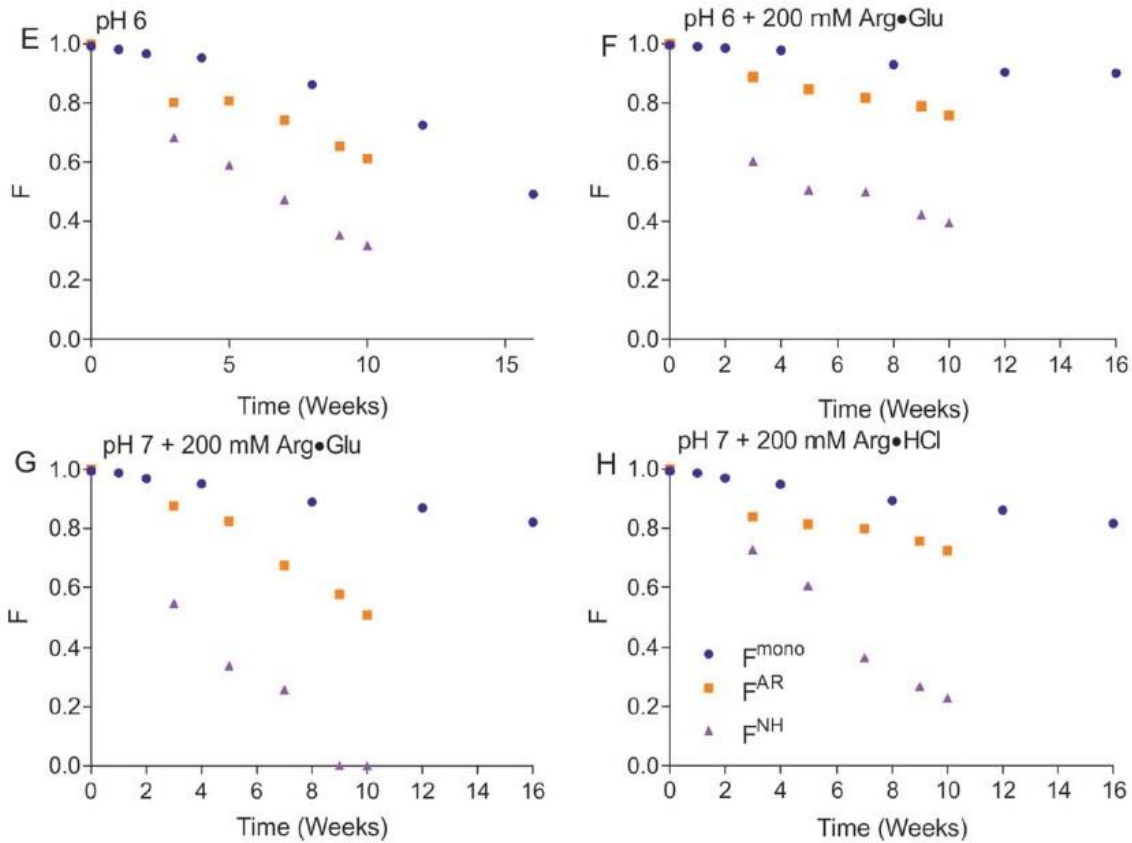 E
pH 6
1.0
0.8
0.6
0.4
0.2
0.0
F
0
5
10
15
Time (Weeks)
F
pH 6 + 200 mM Arg•Glu
1.0
0.8
0.6
0.4
0.2
0.0
F
0 2 4 6 8 10 12 14 16
Time (Weeks)
G
pH 7 + 200 mM Arg•Glu
1.0
0.8
0.6
0.4
0.2
0.0
F
0 2 4 6 8 10 12 14 16
Time (Weeks)
H
pH 7 + 200 mM Arg•HCl
1.0
0.8
0.6
0.4
0.2
0.0
F
F^mono
F^AR
F^NH
0 2 4 6 8 10 12 14 16
Time (Weeks)